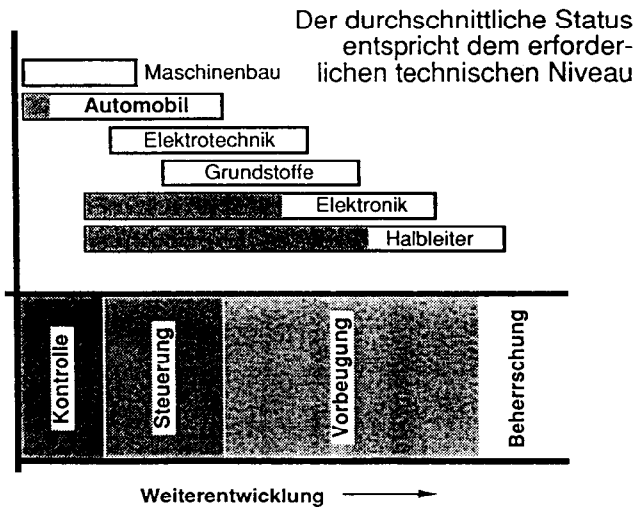 Der durchschnittliche Status
entspricht dem erforder-
lichen technischen Niveau
Maschinenbau
Automobil
Elektrotechnik
Grundstoffe
Elektronik
Halbleiter
Kontrolle
Steuerung
Vorbeugung
Beherrschung
Weiterentwicklung